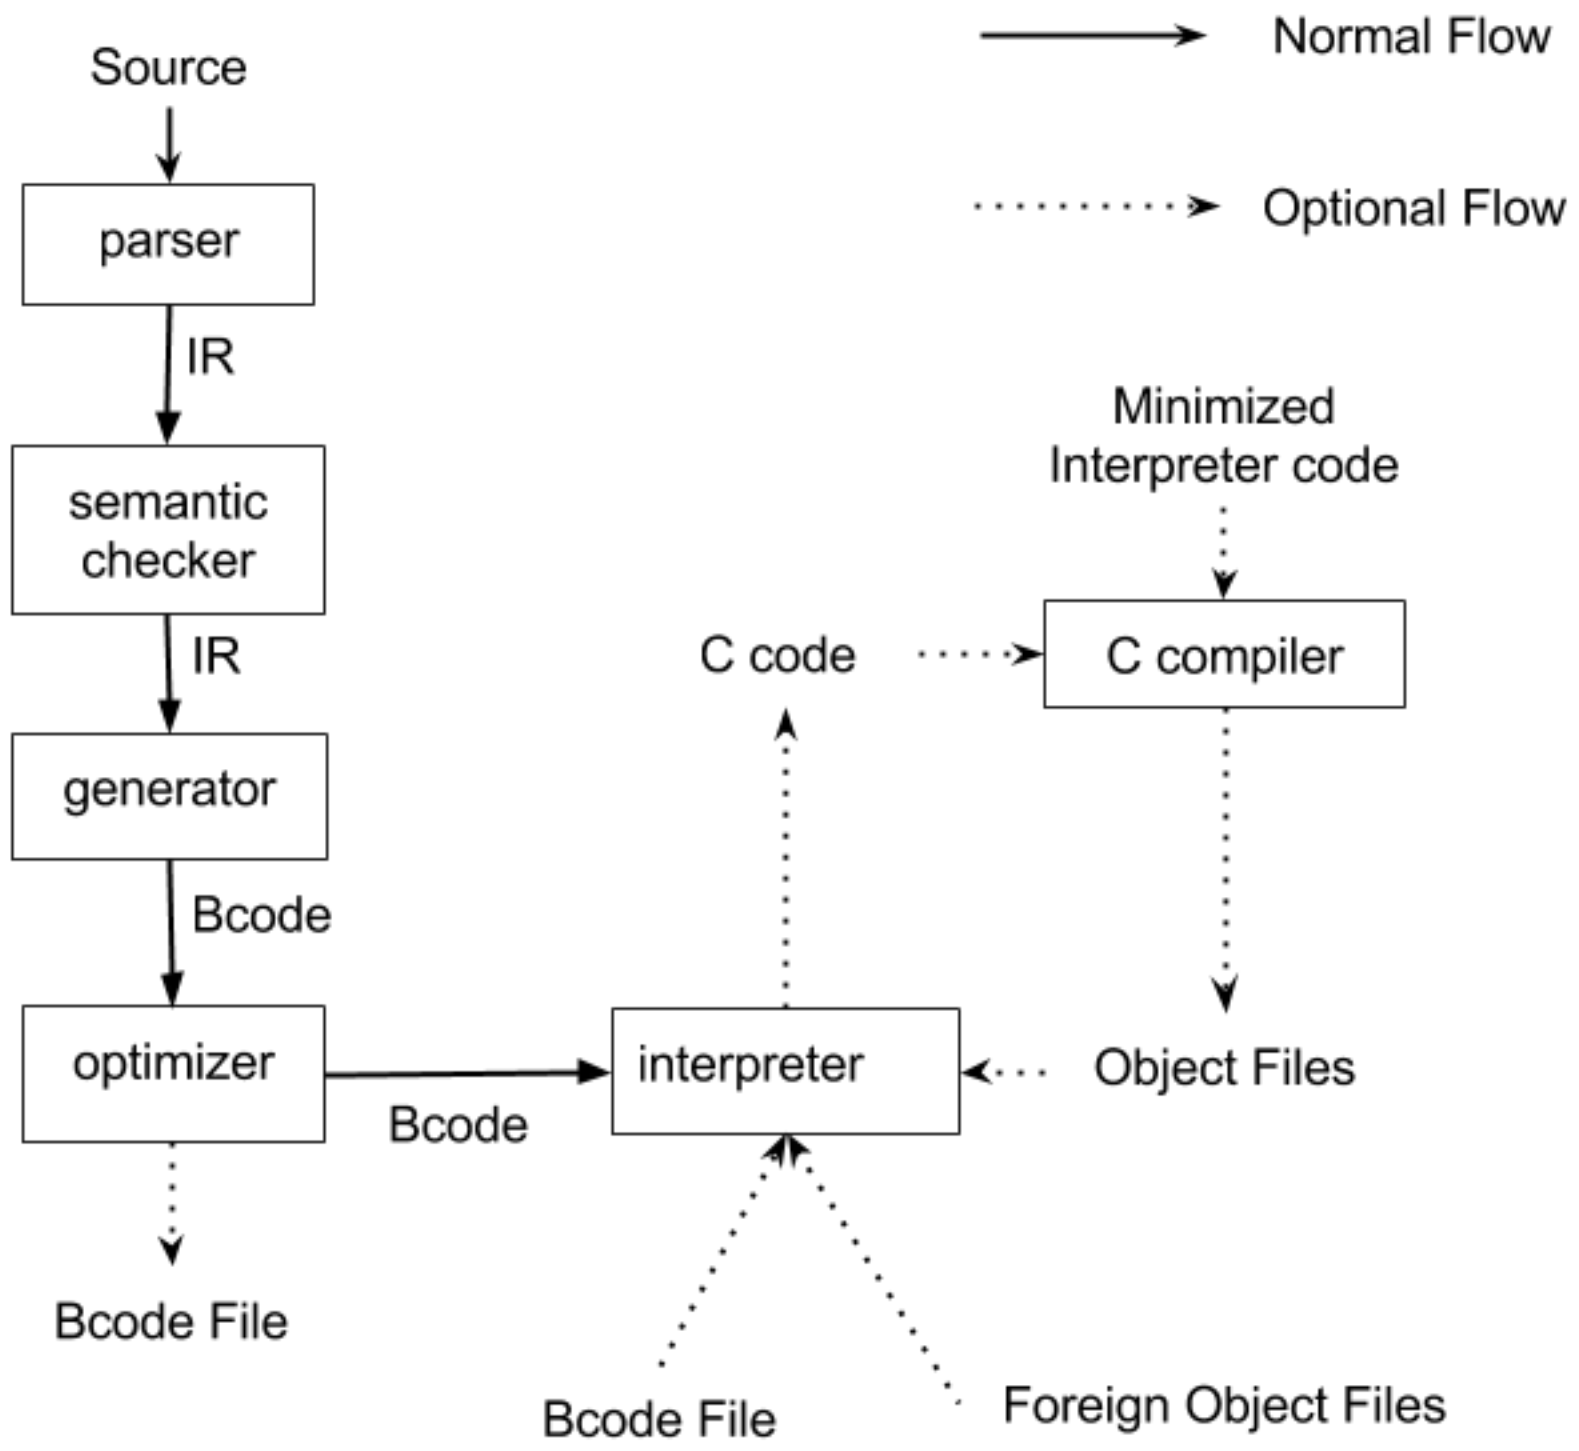 Source
Normal Flow
Optional Flow
parser
IR
semantic
checker
IR
generator
Bcode
optimizer
Bcode
Bcode File
Minimized
Interpreter code
C code
C compiler
interpreter
Object Files
Bcode File
Foreign Object Files